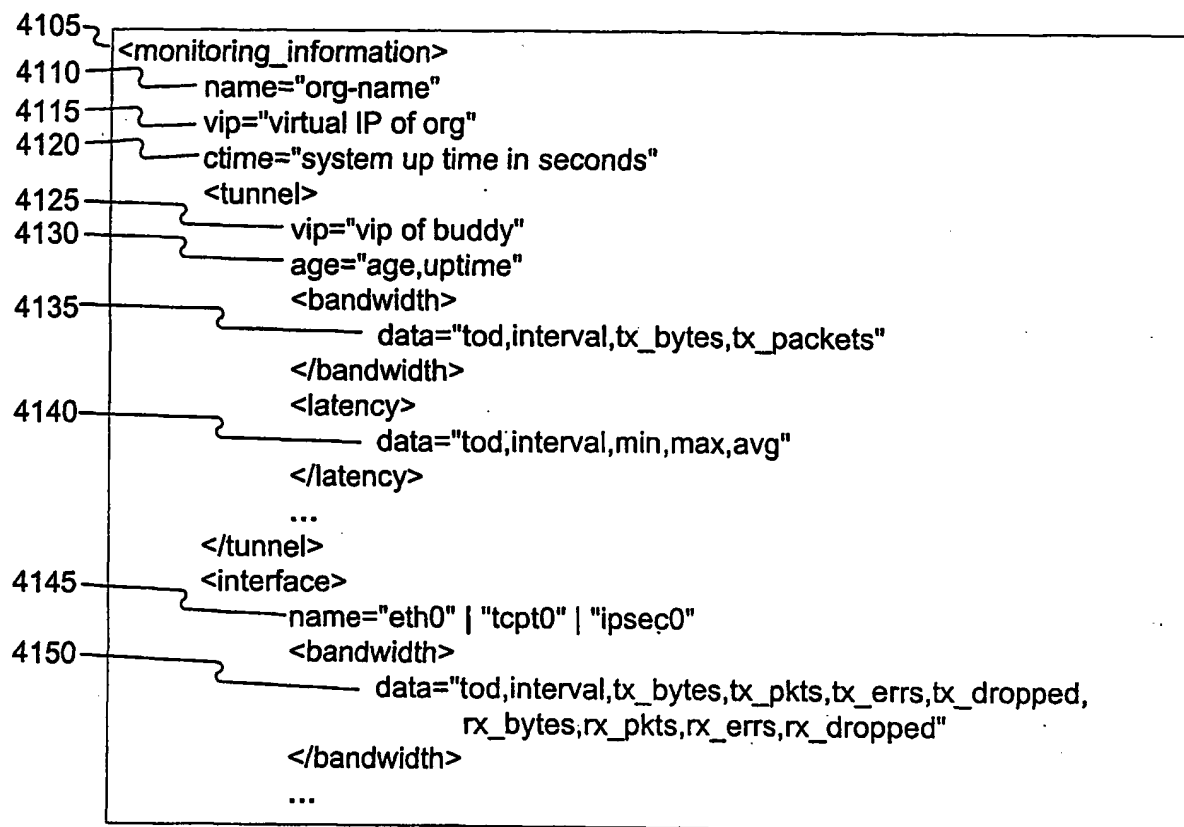 4105 <monitoring_information>
4110 name="org-name"
4115 vip="virtual IP of org"
4120 ctime="system up time in seconds"
<tunnel>
4125 vip="vip of buddy"
4130 age="age,uptime"
<bandwidth>
4135 data="tod,interval,tx_bytes,tx_packets"
</bandwidth>
<latency>
4140 data="tod,interval,min,max,avg"
</latency>
...
</tunnel>
4145 <interface>
name="eth0" | "tcpt0" | "ipsec0"
<bandwidth>
4150 data="tod,interval,tx_bytes,tx_pkts,tx_errs,tx_dropped,
rx_bytes,rx_pkts,rx_errs,rx_dropped"
</bandwidth>
...